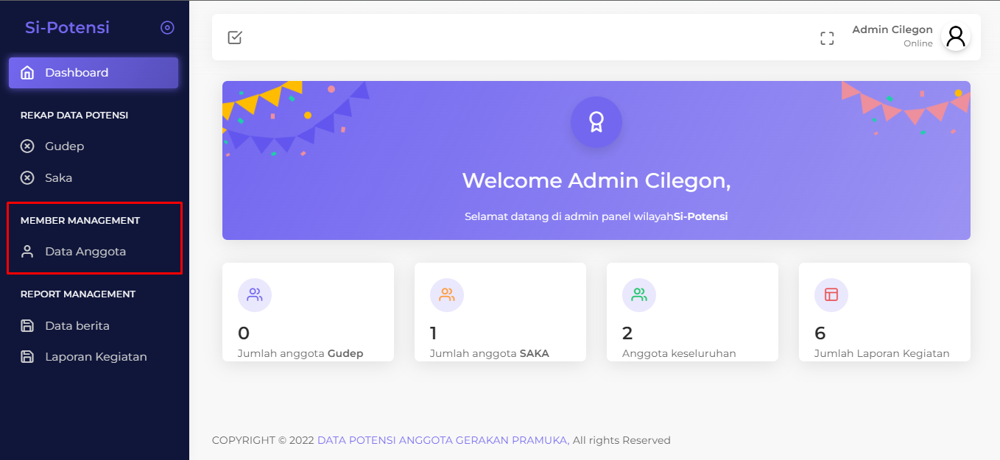 Si-Potensi
Dashboard
REKAP DATA POTENSI
Gudep
Saka
MEMBER MANAGEMENT
Data Anggota
REPORT MANAGEMENT
Data berita
Laporan Kegiatan
Admin Cilegon
Online
Welcome Admin Cilegon,
Selamat datang di admin panel wilayahSi-Potensi
0
Jumlah anggota Gudep
1
Jumlah anggota SAKA
2
Anggota keseluruhan
6
Jumlah Laporan Kegiatan
COPYRIGHT © 2022 DATA POTENSI ANGGOTA GERAKAN PRAMUKA, All rights Reserved